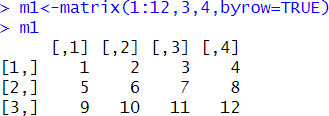 > m1<-matrix(1:12,3,4,byrow=TRUE)
> m1
     [,1] [,2] [,3] [,4]
[1,]    1    2    3    4
[2,]    5    6    7    8
[3,]    9   10   11   12